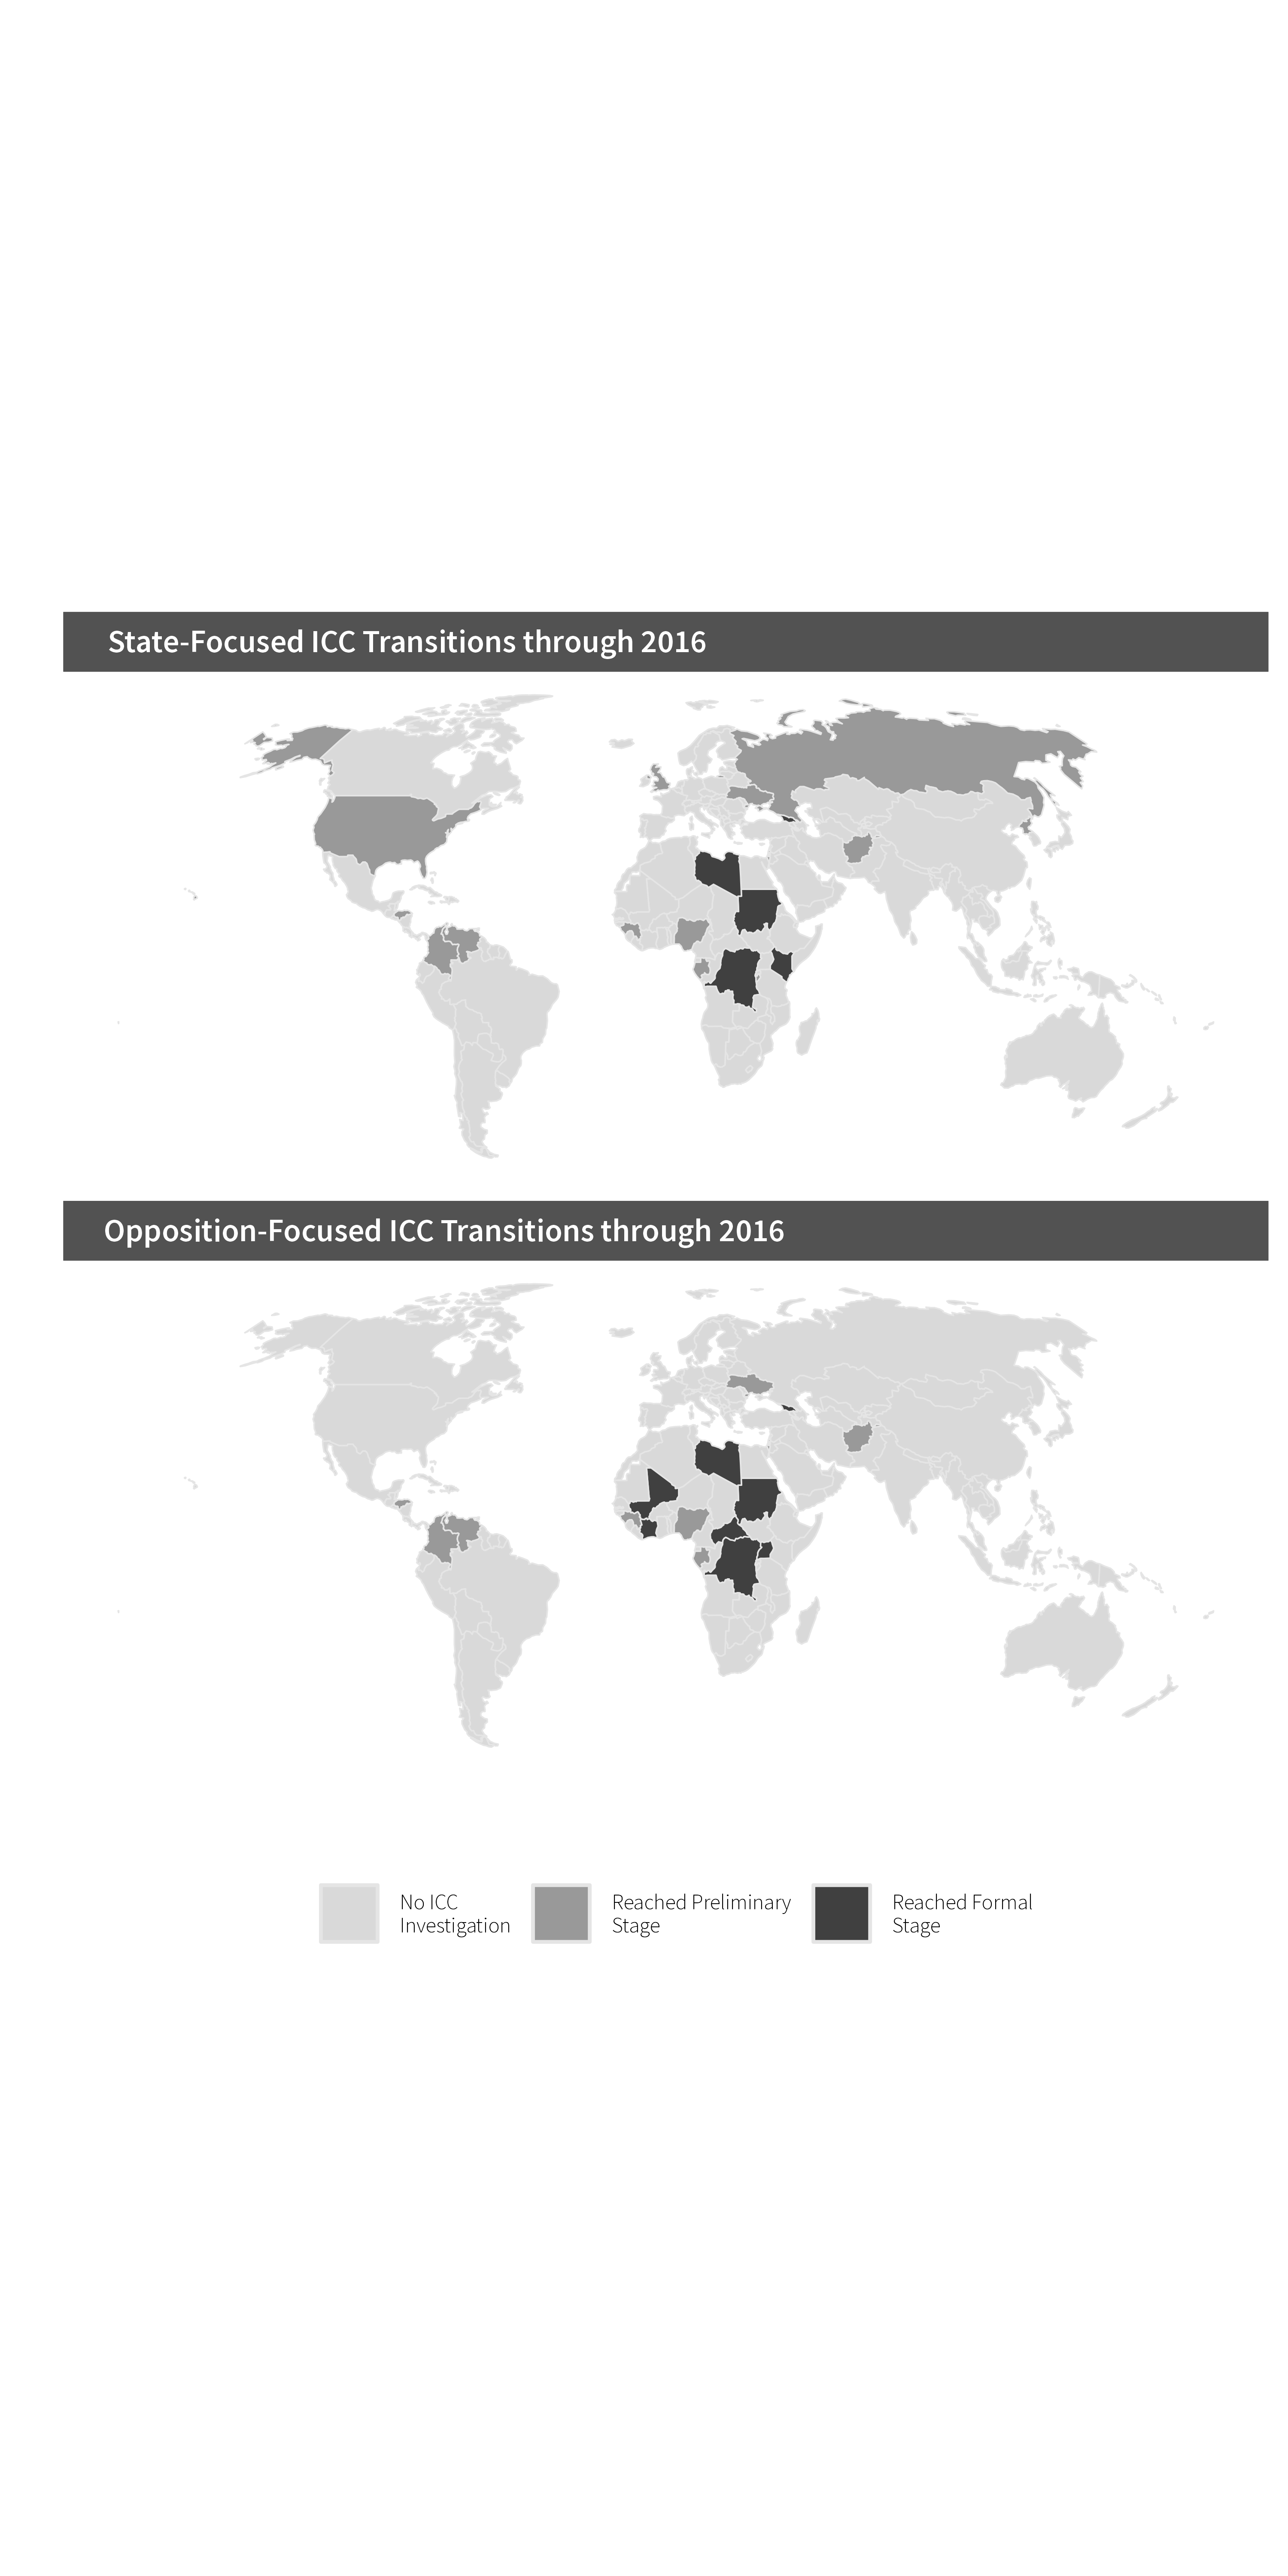 State-Focused ICC Transitions through 2016
Opposition-Focused ICC Transitions through 2016
No ICC
Investigation
Reached Preliminary
Stage
Reached Formal
Stage